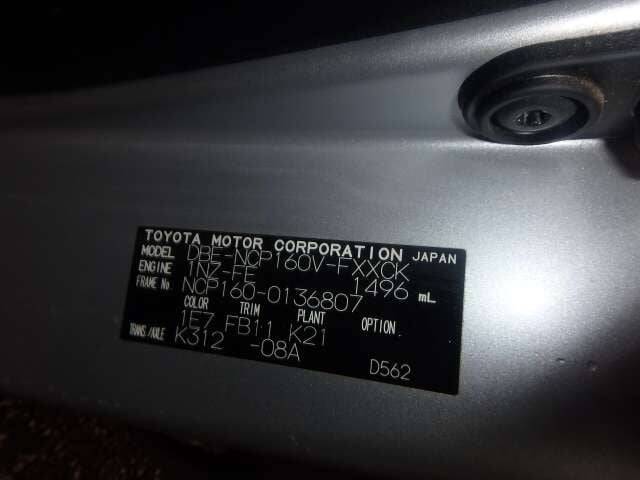 TOYOTA MOTOR CORPORATION JAPAN
MODEL DBE-NCP160V-FXXCK
ENGINE 1NZ-FE 1496 mL
FRAME No. NCP160-0136807
COLOR TRIM PLANT OPTION
1E7 FB11 K21
TRANS/AXLE K312 -08A
D562